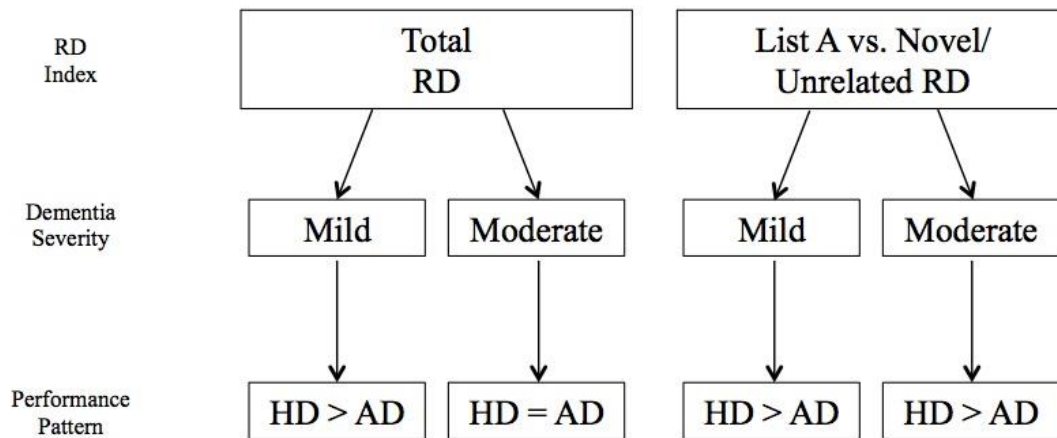 RD
Index
Total
RD
List A vs. Novel/
Unrelated RD
Dementia
Severity
Mild
Moderate
Mild
Moderate
Performance
Pattern
HD > AD
HD = AD
HD > AD
HD > AD